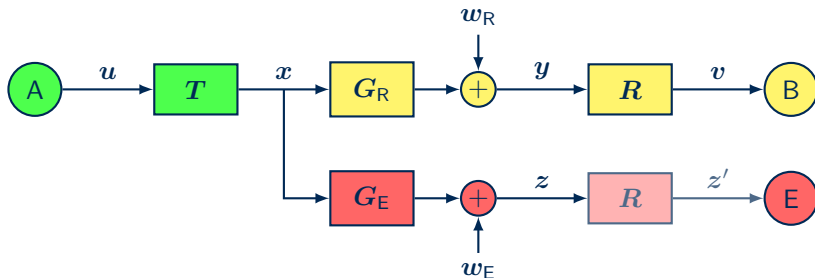 w_R
A u T x G_R + y R v B
G_E + z R z′ E
w_E